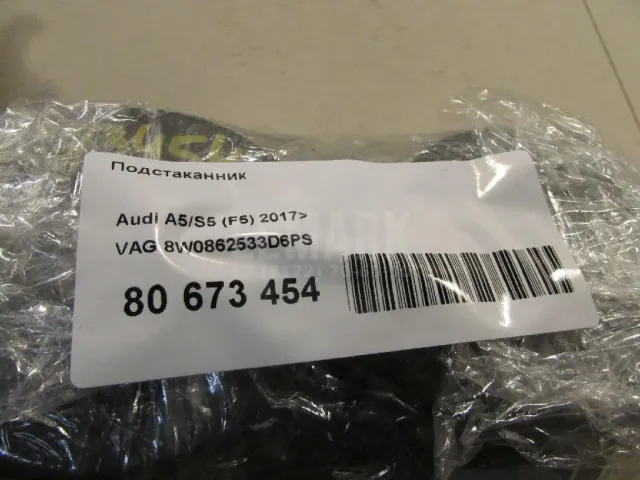 Подстаканник
Audi A5/S5 (F5) 2017>
VAG 8W0862533D6PS
80 673 454